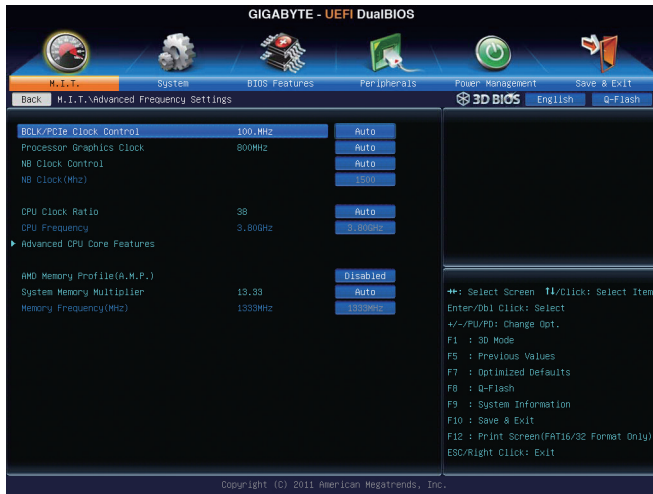 GIGABYTE - UEFI DualBIOS
M.I.T. System BIOS Features Peripherals Power Management Save & Exit
Back M.I.T.\Advanced Frequency Settings 3D BIOS English Q-Flash
BCLK/PCIe Clock Control 100.MHz Auto
Processor Graphics Clock 800MHz Auto
NB Clock Control Auto
NB Clock(Mhz) 1500
CPU Clock Ratio 38 Auto
CPU Frequency 3.80GHz 3.80GHz
Advanced CPU Core Features
AMD Memory Profile(A.M.P.) Disabled
System Memory Multiplier 13.33 Auto
Memory Frequency(MHz) 1333MHz 1333MHz
→←: Select Screen ↑↓/Click: Select Item
Enter/Dbl Click: Select
+/-/PU/PD: Change Opt.
F1 : 3D Mode
F5 : Previous Values
F7 : Optimized Defaults
F8 : Q-Flash
F9 : System Information
F10 : Save & Exit
F12 : Print Screen(FAT16/32 Format Only)
ESC/Right Click: Exit
Copyright (C) 2011 American Megatrends, Inc.